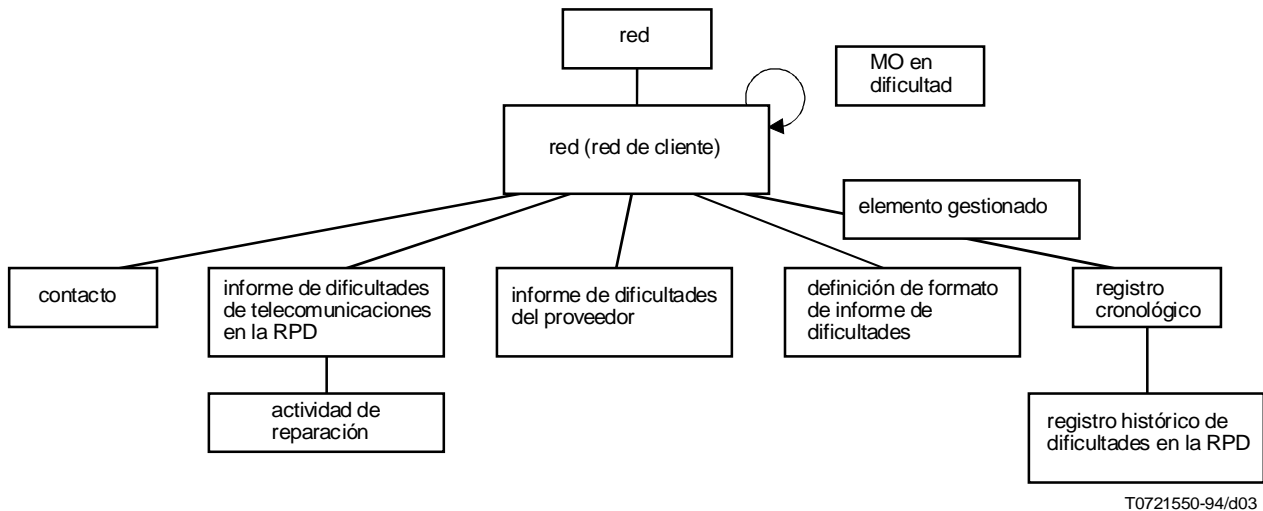 red
MO en
dificultad
red (red de cliente)
elemento gestionado
contacto
informe de dificultades
de telecomunicaciones
en la RPD
informe de dificultades
del proveedor
definición de formato
de informe de
dificultades
registro
cronológico
actividad de
reparación
registro histórico de
dificultades en la RPD
T0721550-94/d03